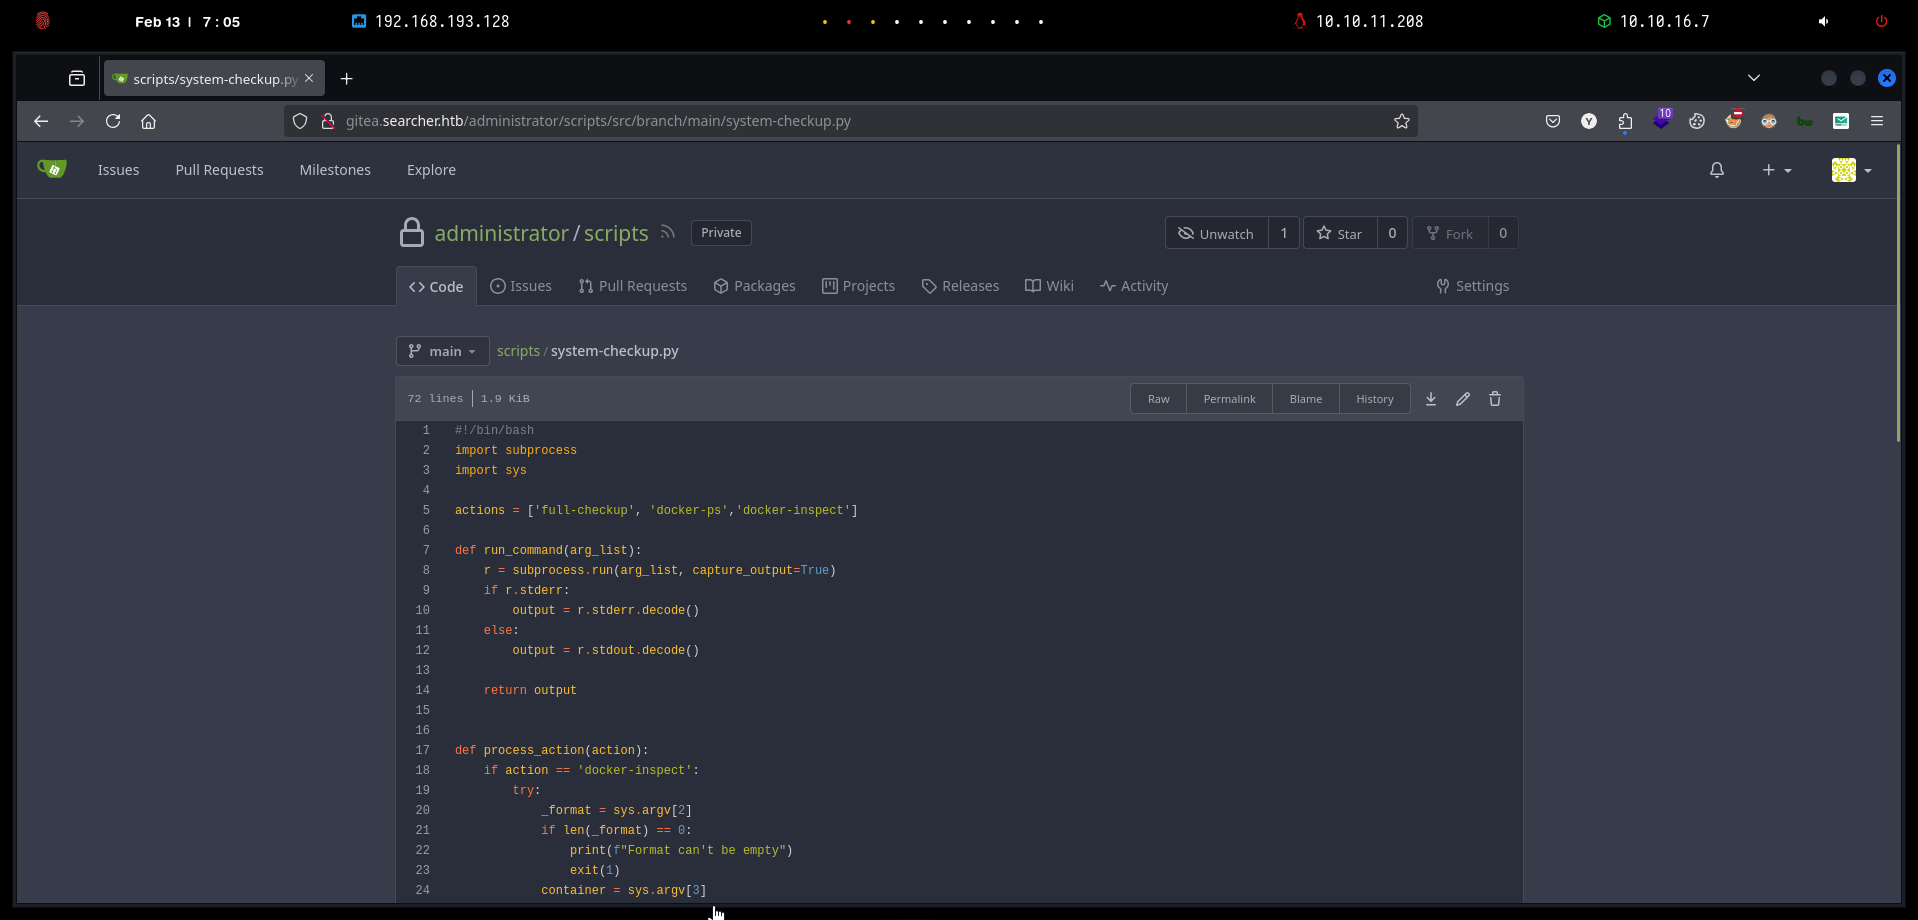 Feb 13 | 7 : 05 192.168.193.128 10.10.11.208 10.10.16.7
scripts/system-checkup.py
gitea.searcher.htb/administrator/scripts/src/branch/main/system-checkup.py Y 10 bw
Issues Pull Requests Milestones Explore
administrator / scripts Private Unwatch 1 Star 0 Fork 0
Code Issues Pull Requests Packages Projects Releases Wiki Activity Settings
main scripts / system-checkup.py
72 lines | 1.9 KiB Raw Permalink Blame History
1 #!/bin/bash
2 import subprocess
3 import sys
4
5 actions = ['full-checkup', 'docker-ps','docker-inspect']
6
7 def run_command(arg_list):
8     r = subprocess.run(arg_list, capture_output=True)
9     if r.stderr:
10         output = r.stderr.decode()
11     else:
12         output = r.stdout.decode()
13
14     return output
15
16
17 def process_action(action):
18     if action == 'docker-inspect':
19         try:
20             _format = sys.argv[2]
21             if len(_format) == 0:
22                 print(f"Format can't be empty")
23                 exit(1)
24             container = sys.argv[3]